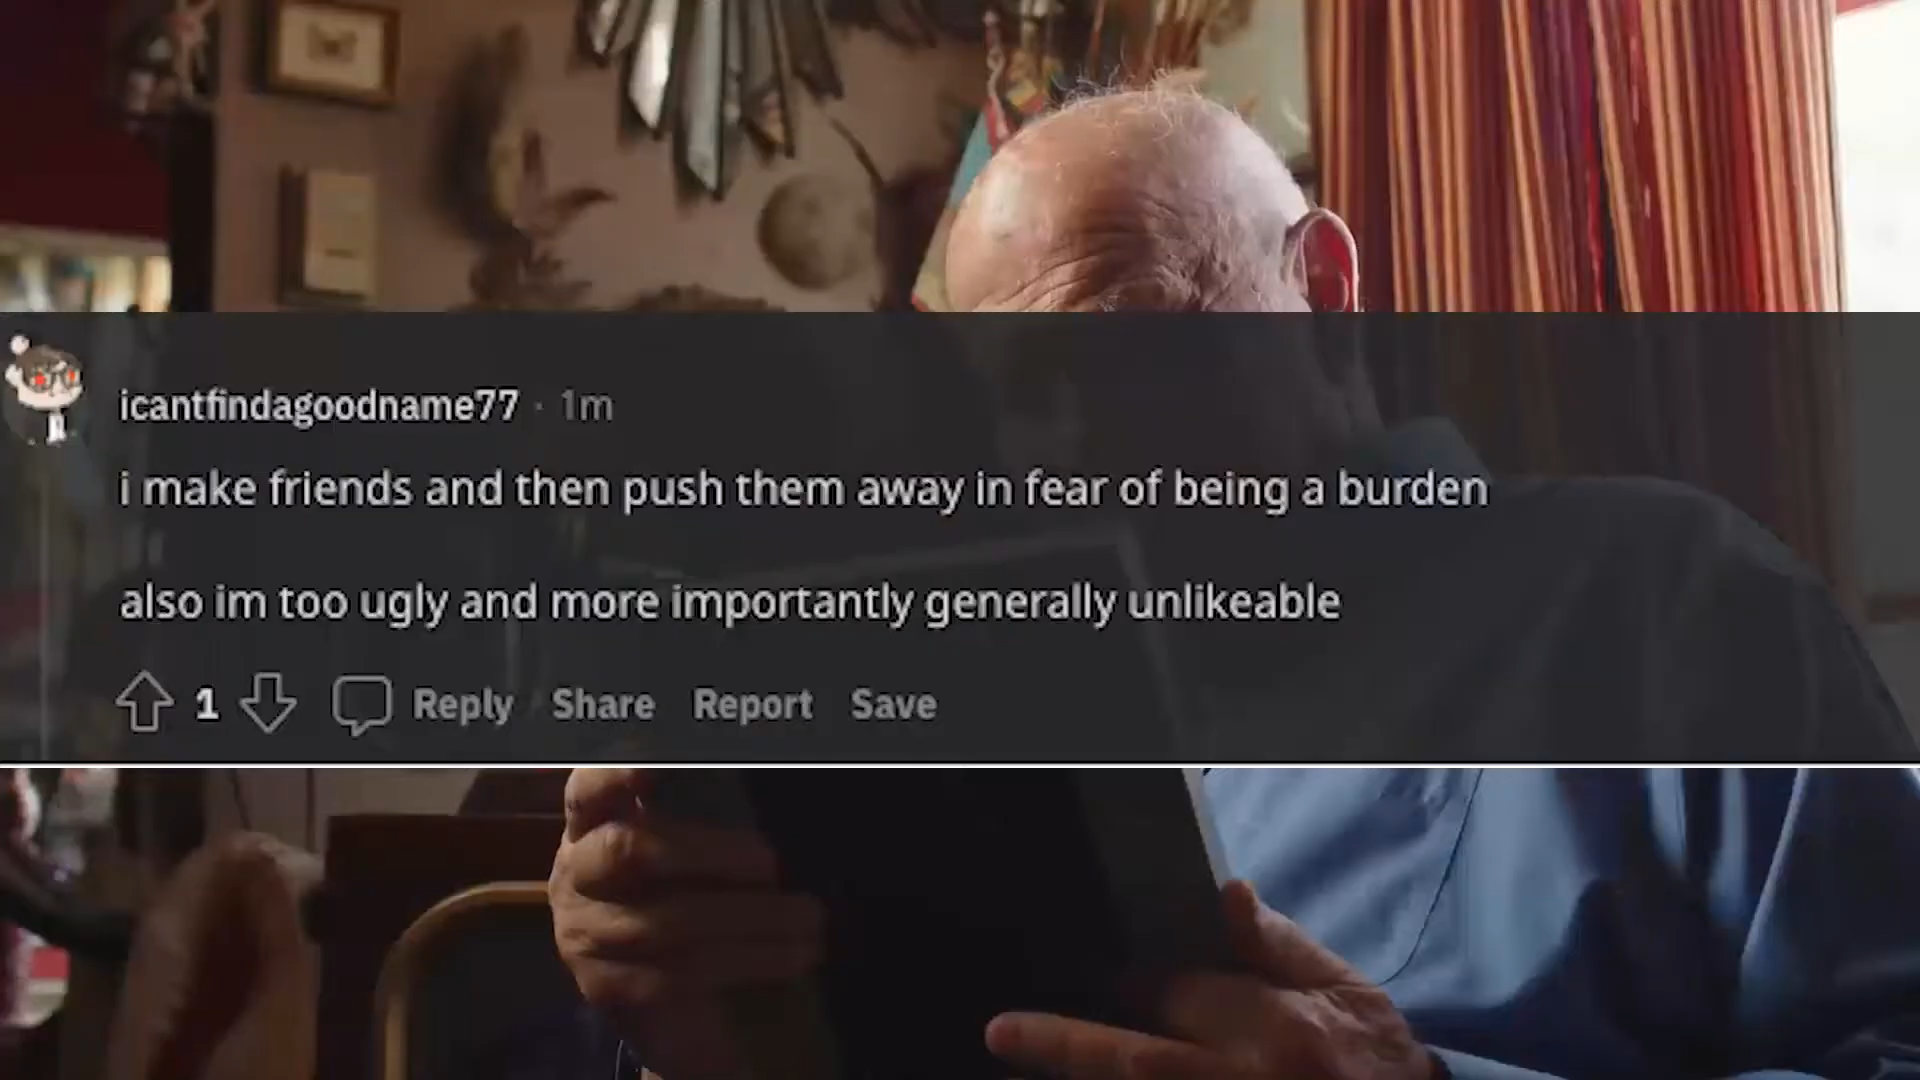 icantfindagoodname77 · 1m
i make friends and then push them away in fear of being a burden
also im too ugly and more importantly generally unlikeable
1 Reply Share Report Save